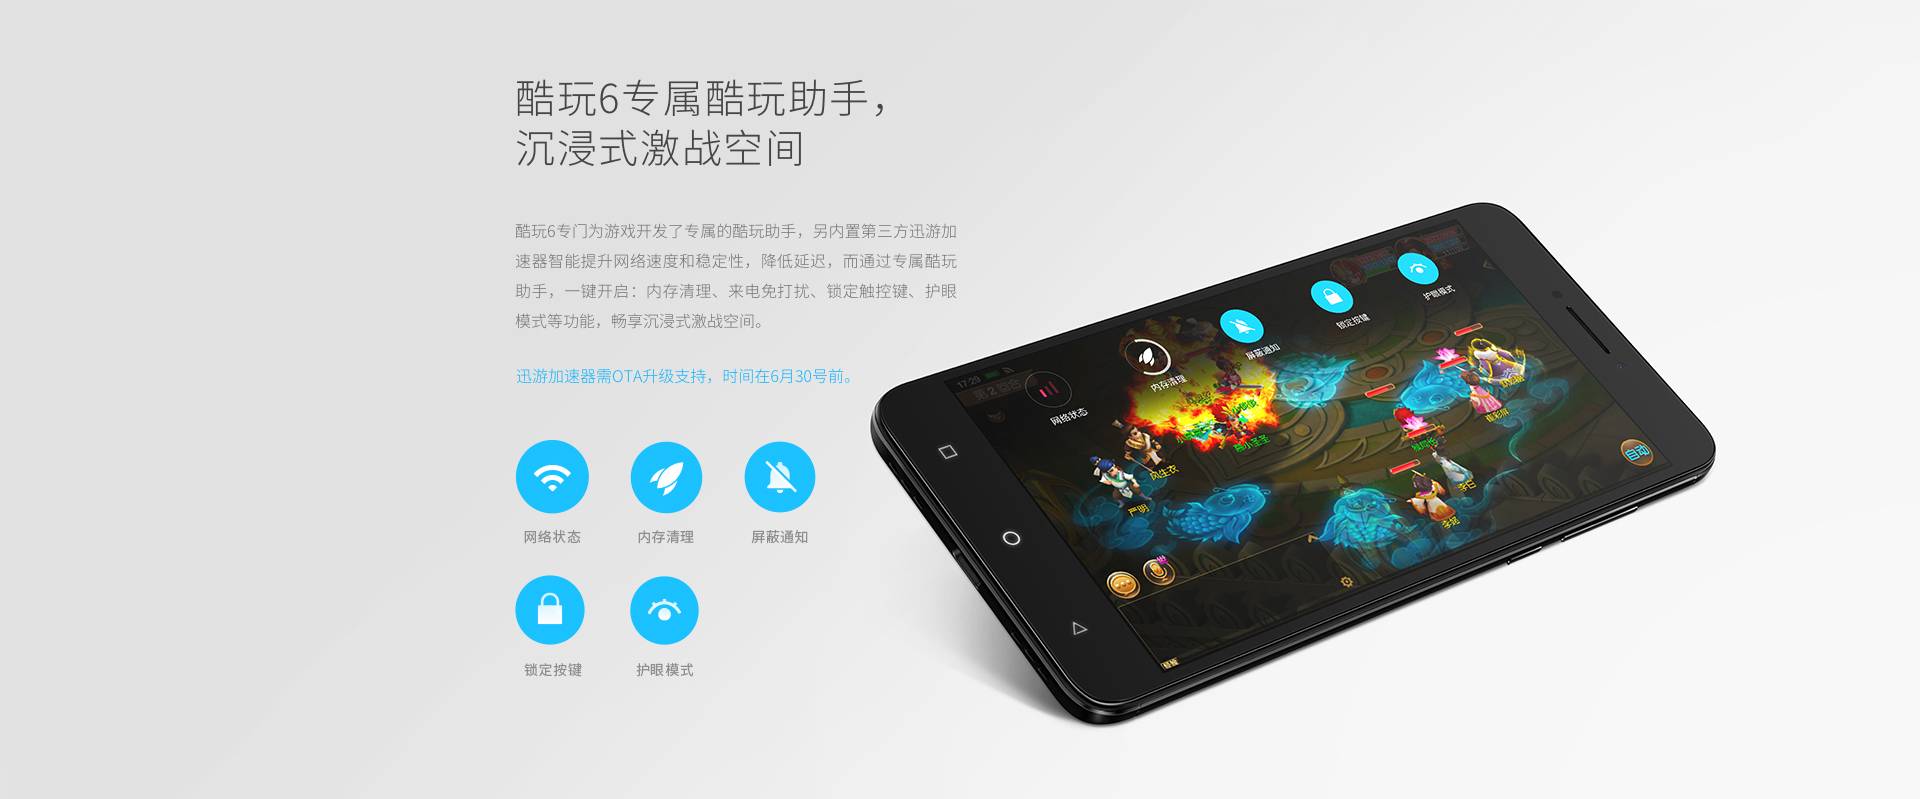 酷玩6专属酷玩助手，
沉浸式激战空间
酷玩6专门为游戏开发了专属的酷玩助手，另内置第三方迅游加
速器智能提升网络速度和稳定性，降低延迟，而通过专属酷玩
助手，一键开启：内存清理、来电免打扰、锁定触控键、护眼
模式等功能，畅享沉浸式激战空间。
迅游加速器需OTA升级支持，时间在6月30号前。
网络状态
内存清理
屏蔽通知
锁定按键
护眼模式
17:29
网络状态
内存清理
屏蔽通知
锁定按键
护眼模式
风生衣
严明
自动